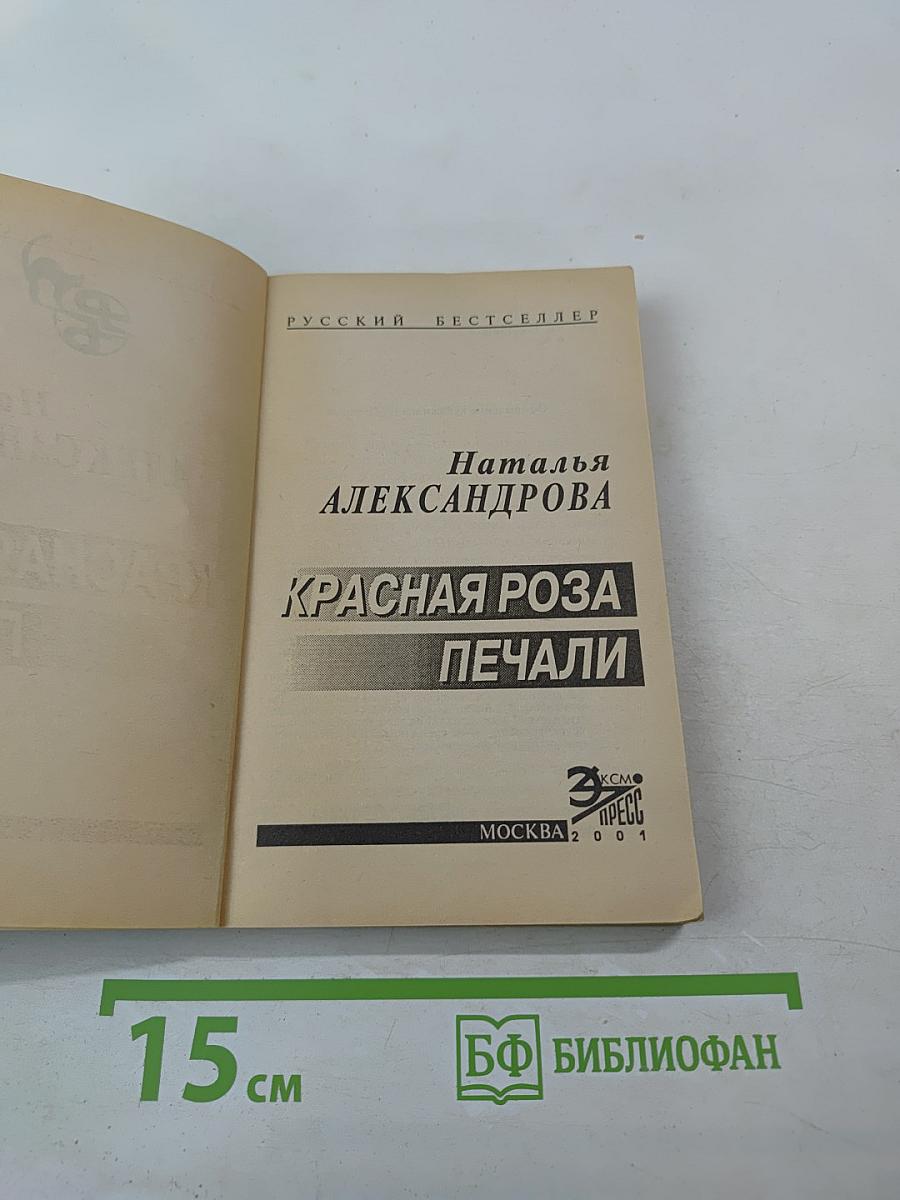 РУССКИЙ БЕСТСЕЛЛЕР
Наталья
АЛЕКСАНДРОВА
КРАСНАЯ РОЗА
ПЕЧАЛИ
ЭКСМО
ПРЕСС
МОСКВА 2001
15 см
БФ БИБЛИОФАН